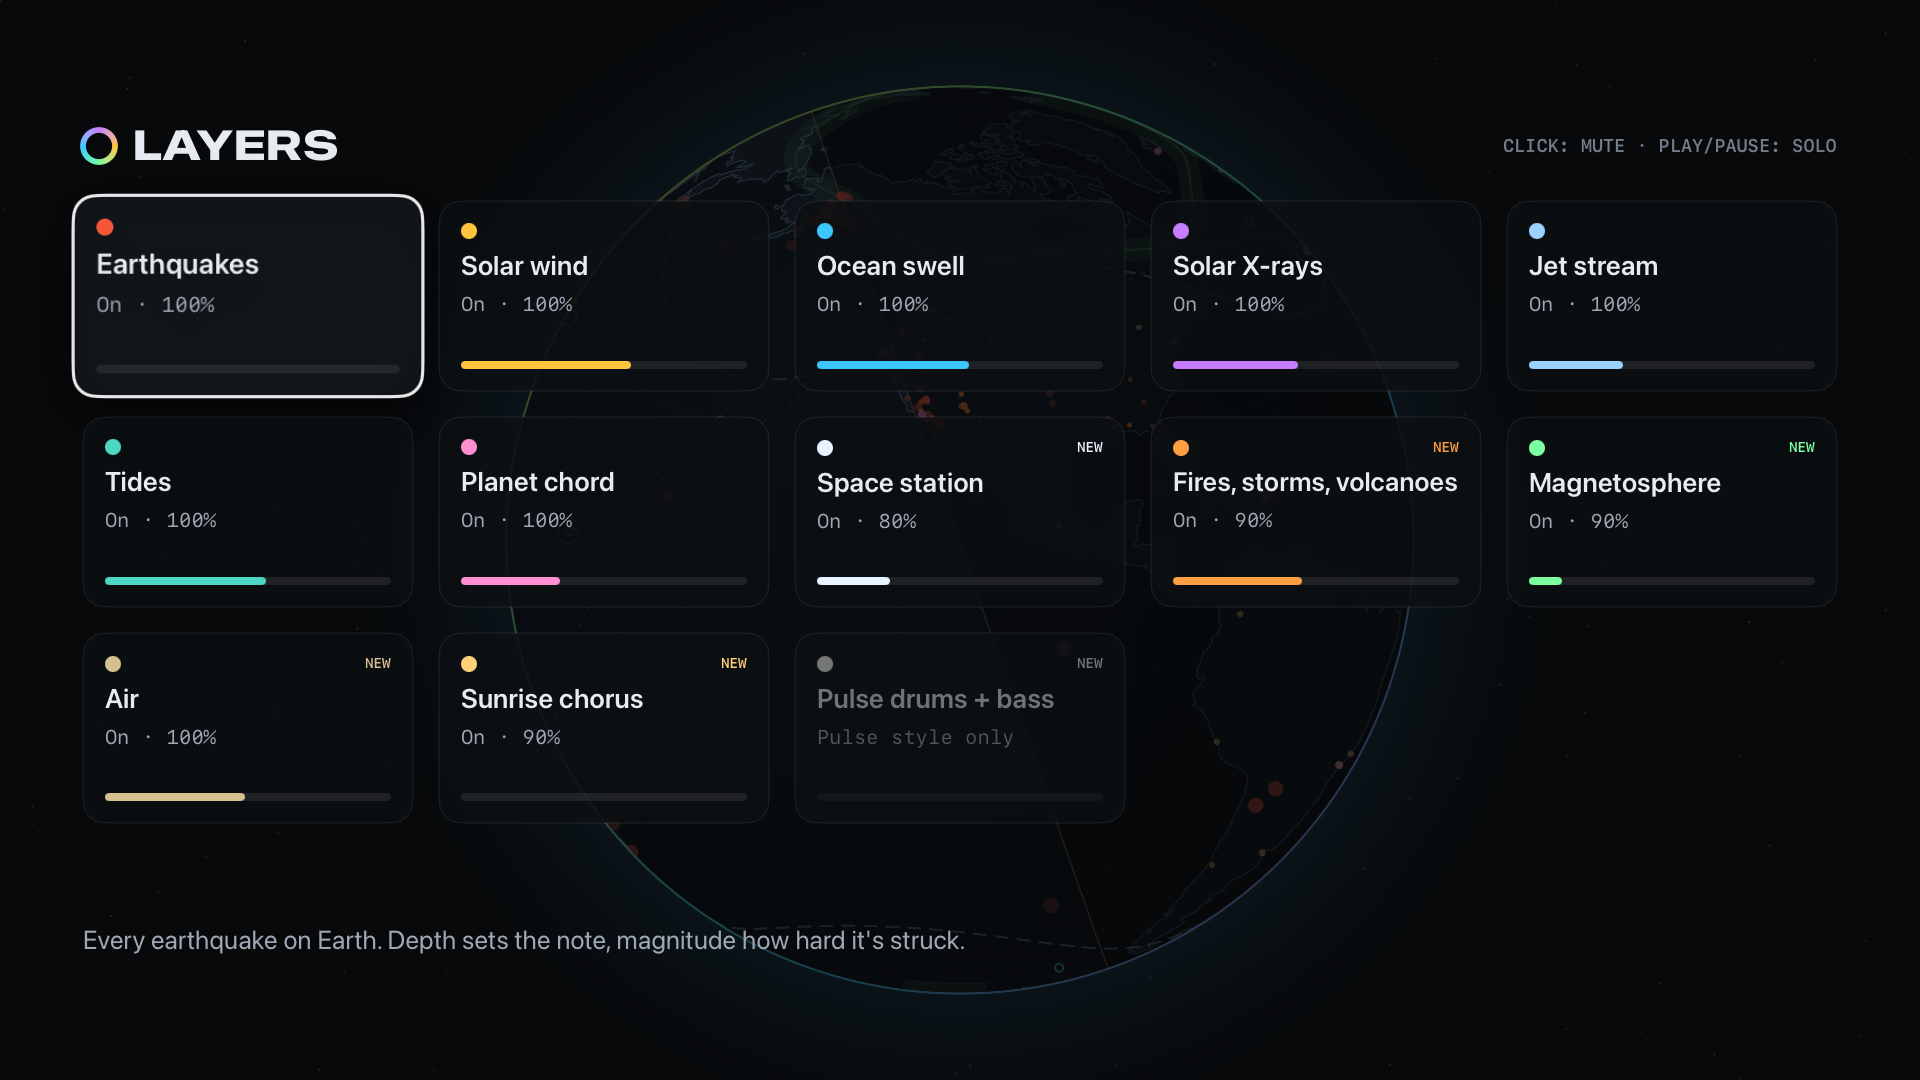 LAYERS
CLICK: MUTE · PLAY/PAUSE: SOLO
Earthquakes
On · 100%
Solar wind
On · 100%
Ocean swell
On · 100%
Solar X-rays
On · 100%
Jet stream
On · 100%
Tides
On · 100%
Planet chord
On · 100%
NEW
Space station
On · 80%
NEW
Fires, storms, volcanoes
On · 90%
NEW
Magnetosphere
On · 90%
NEW
Air
On · 100%
NEW
Sunrise chorus
On · 90%
NEW
Pulse drums + bass
Pulse style only
Every earthquake on Earth. Depth sets the note, magnitude how hard it's struck.